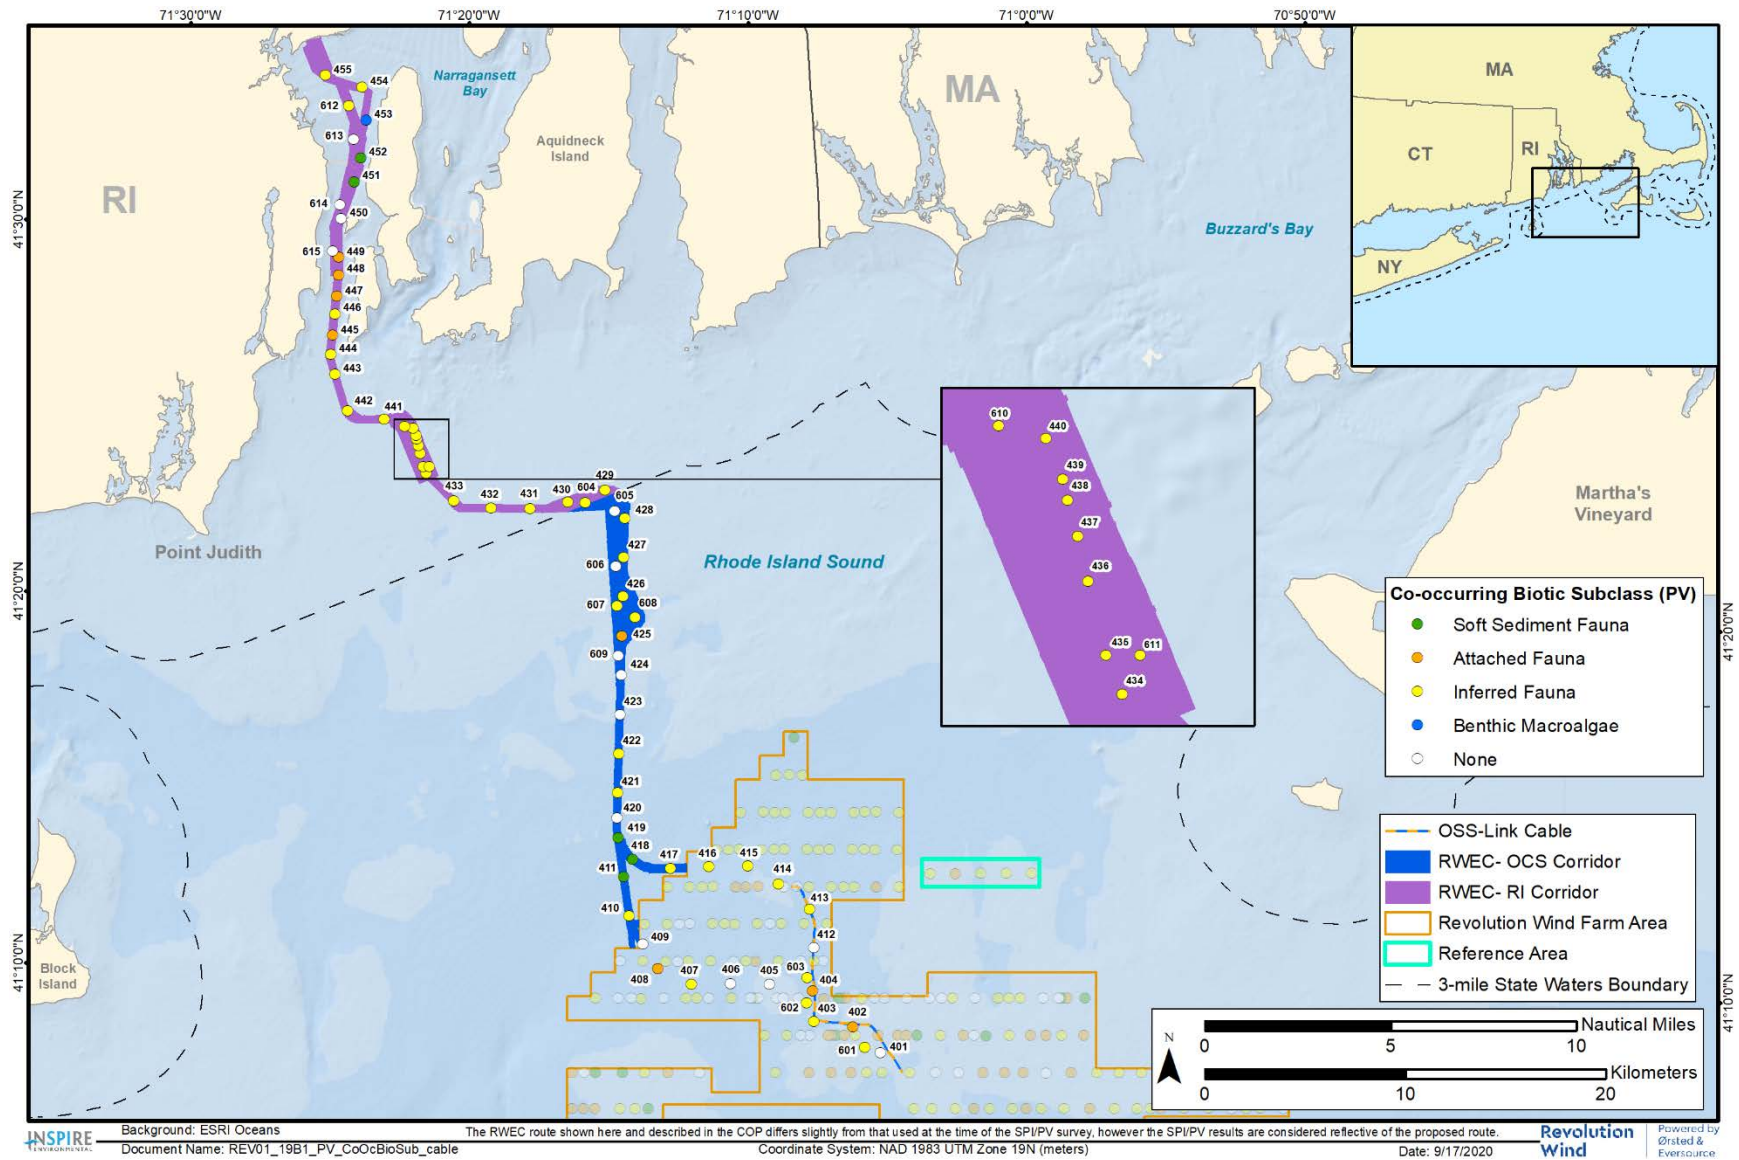 71°30'0"W
71°20'0"W
71°10'0"W
71°0'0"W
70°50'0"W
455
454
Narragansett
Bay
612
453
613
Aquidneck
Island
MA
452
451
RI
614
450
41°30'0"N
615
449
448
447
446
445
444
443
442
441
Buzzard's Bay
MA
CT
RI
NY
610
440
439
438
437
436
435
611
434
433
432
431
430
604
429
605
428
427
606
426
607
608
425
609
424
423
422
421
420
419
418
417
416
415
411
414
413
410
412
409
603
408
407
406
405
404
602
403
402
601
401
Point Judith
Rhode Island Sound
Martha's
Vineyard
Block
Island
41°20'0"N
41°20'0"N
41°10'0"N
41°10'0"N
Co-occurring Biotic Subclass (PV)
Soft Sediment Fauna
Attached Fauna
Inferred Fauna
Benthic Macroalgae
None
OSS-Link Cable
RWEC- OCS Corridor
RWEC- RI Corridor
Revolution Wind Farm Area
Reference Area
3-mile State Waters Boundary
N
Nautical Miles
0 5 10
Kilometers
0 10 20
INSPIRE
ENVIRONMENTAL
Background: ESRI Oceans
The RWEC route shown here and described in the COP differs slightly from that used at the time of the SPI/PV survey, however the SPI/PV results are considered reflective of the proposed route.
Document Name: REV01_19B1_PV_CoOcBioSub_cable
Coordinate System: NAD 1983 UTM Zone 19N (meters)
Date: 9/17/2020
Revolution
Wind
Powered by
Ørsted &
Eversource